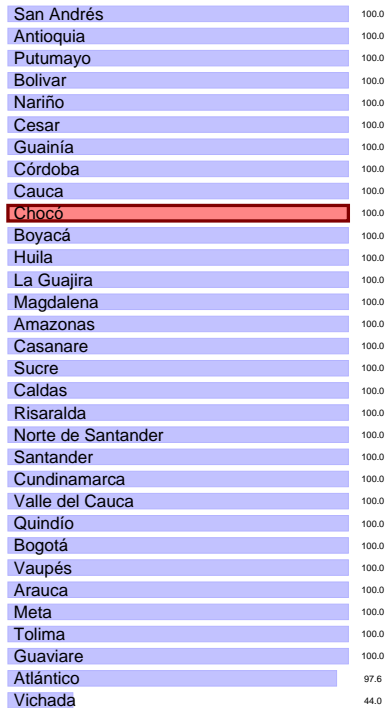 San Andrés 100.0
Antioquia 100.0
Putumayo 100.0
Bolivar 100.0
Nariño 100.0
Cesar 100.0
Guainía 100.0
Córdoba 100.0
Cauca 100.0
Chocó 100.0
Boyacá 100.0
Huila 100.0
La Guajira 100.0
Magdalena 100.0
Amazonas 100.0
Casanare 100.0
Sucre 100.0
Caldas 100.0
Risaralda 100.0
Norte de Santander 100.0
Santander 100.0
Cundinamarca 100.0
Valle del Cauca 100.0
Quindío 100.0
Bogotá 100.0
Vaupés 100.0
Arauca 100.0
Meta 100.0
Tolima 100.0
Guaviare 100.0
Atlántico 97.6
Vichada 44.0